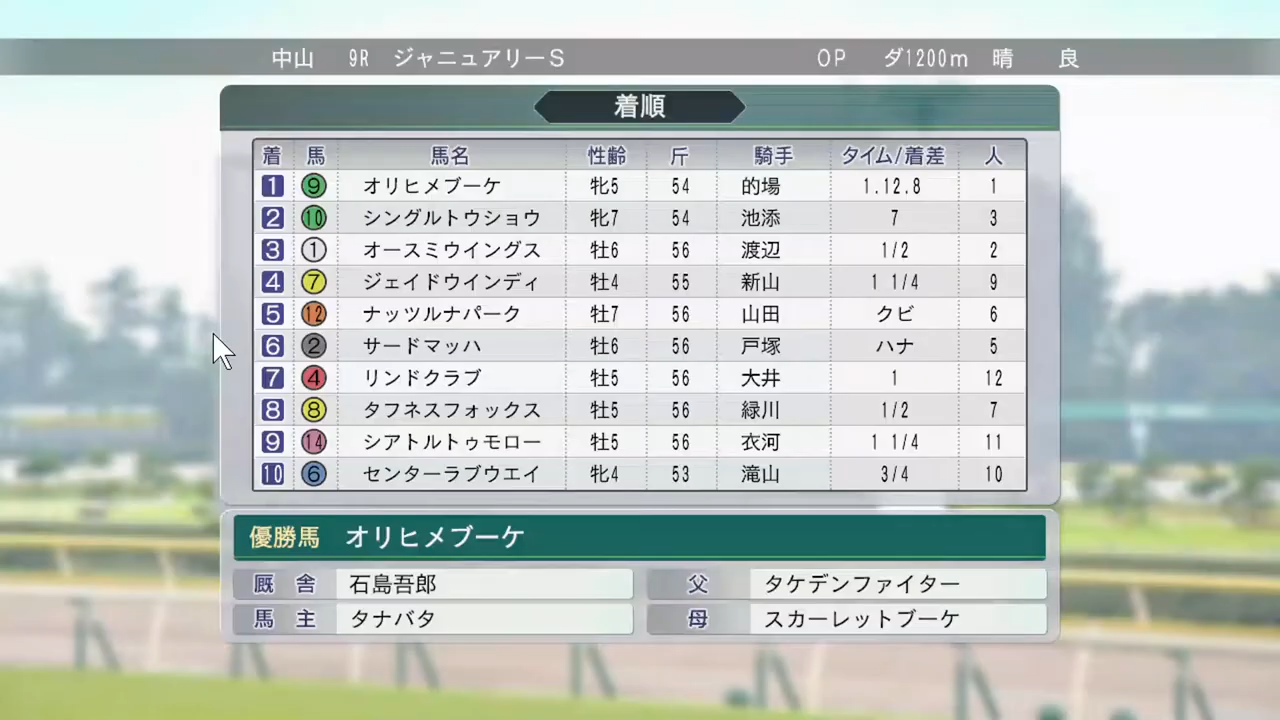 中山 9R ジャニュアリーS OP ダ1200m 晴 良
着順
着 馬 馬名 性齢 斤 騎手 タイム/着差 人
1 9 オリヒメブーケ 牝5 54 的場 1.12.8 1
2 10 シングルトウショウ 牝7 54 池添 7 3
3 1 オースミウイングス 牡6 56 渡辺 1/2 2
4 7 ジェイドウインディ 牡4 55 新山 1 1/4 9
5 12 ナッツルナパーク 牡7 56 山田 クビ 6
6 2 サードマッハ 牡6 56 戸塚 ハナ 5
7 4 リンドクラブ 牡5 56 大井 1 12
8 8 タフネスフォックス 牡5 56 緑川 1/2 7
9 14 シアトルトゥモロー 牡5 56 衣河 1 1/4 11
10 6 センターラブウエイ 牝4 53 滝山 3/4 10
優勝馬 オリヒメブーケ
厩舎 石島吾郎 父 タケデンファイター
馬主 タナバタ 母 スカーレットブーケ